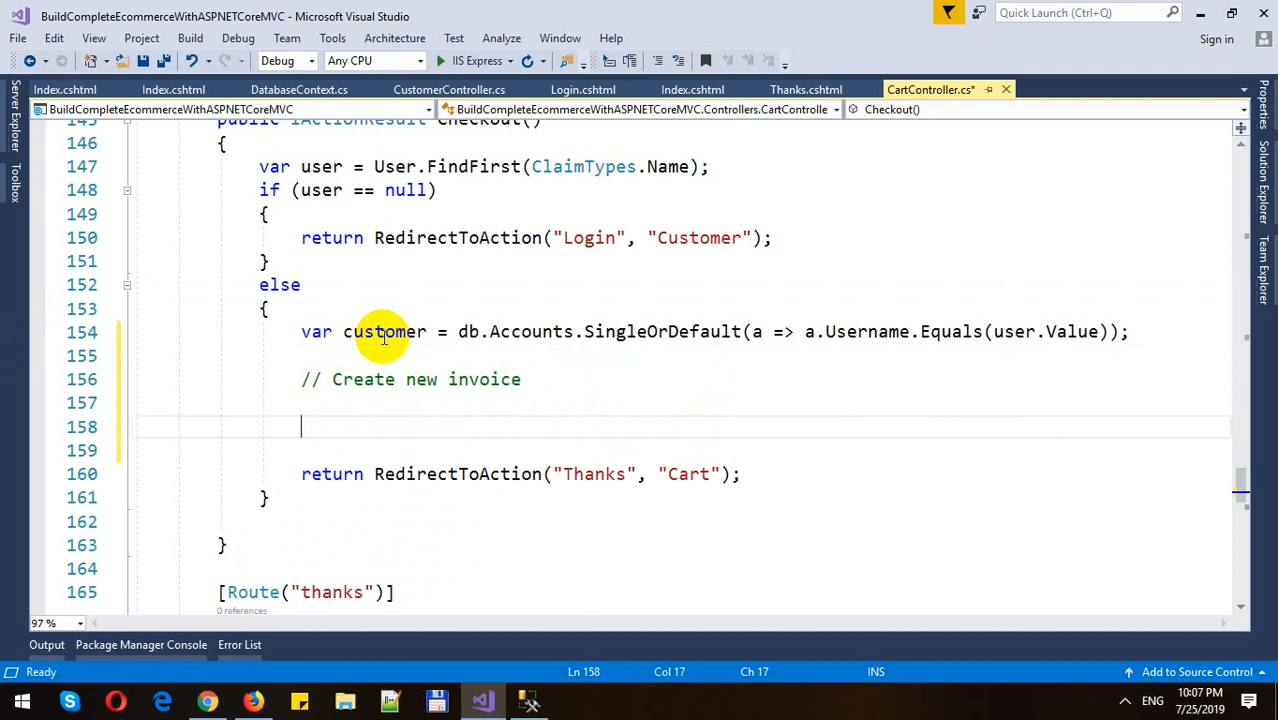 BuildCompleteEcommerceWithASPNETCoreMVC - Microsoft Visual Studio
Quick Launch (Ctrl+Q)
File Edit View Project Build Debug Team Tools Architecture Test Analyze Window Help
Sign in
Debug Any CPU IIS Express
Index.cshtml Index.cshtml DatabaseContext.cs CustomerController.cs Login.cshtml Index.cshtml Thanks.cshtml CartController.cs*
BuildCompleteEcommerceWithASPNETCoreMVC BuildCompleteEcommerceWithASPNETCoreMVC.Controllers.CartControlle Checkout()
Server Explorer
Toolbox
Properties
Solution Explorer
Team Explorer
145 public IActionResult Checkout()
146 {
147 var user = User.FindFirst(ClaimTypes.Name);
148 if (user == null)
149 {
150 return RedirectToAction("Login", "Customer");
151 }
152 else
153 {
154 var customer = db.Accounts.SingleOrDefault(a => a.Username.Equals(user.Value));
155
156 // Create new invoice
157
158
159
160 return RedirectToAction("Thanks", "Cart");
161 }
162
163 }
164
165 [Route("thanks")]
0 references
97 %
Output Package Manager Console Error List
Ready Ln 158 Col 17 Ch 17 INS Add to Source Control
ENG
10:07 PM
7/25/2019